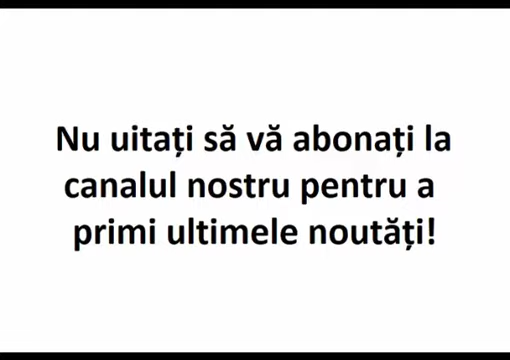 Nu uitați să vă abonați la
canalul nostru pentru a
primi ultimele noutăți!